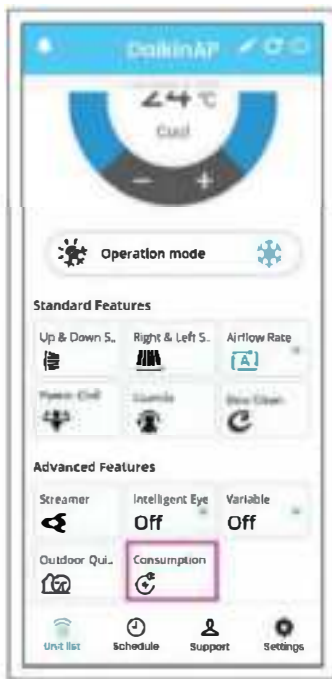 DaikinAP
24 °C
Cool
- +
Operation mode
Standard Features
Up & Down S.. Right & Left S.. Airflow Rate
A
Advanced Features
Streamer Intelligent Eye Variable
Off Off
Outdoor Qui.. Consumption
Unit list Schedule Support Settings